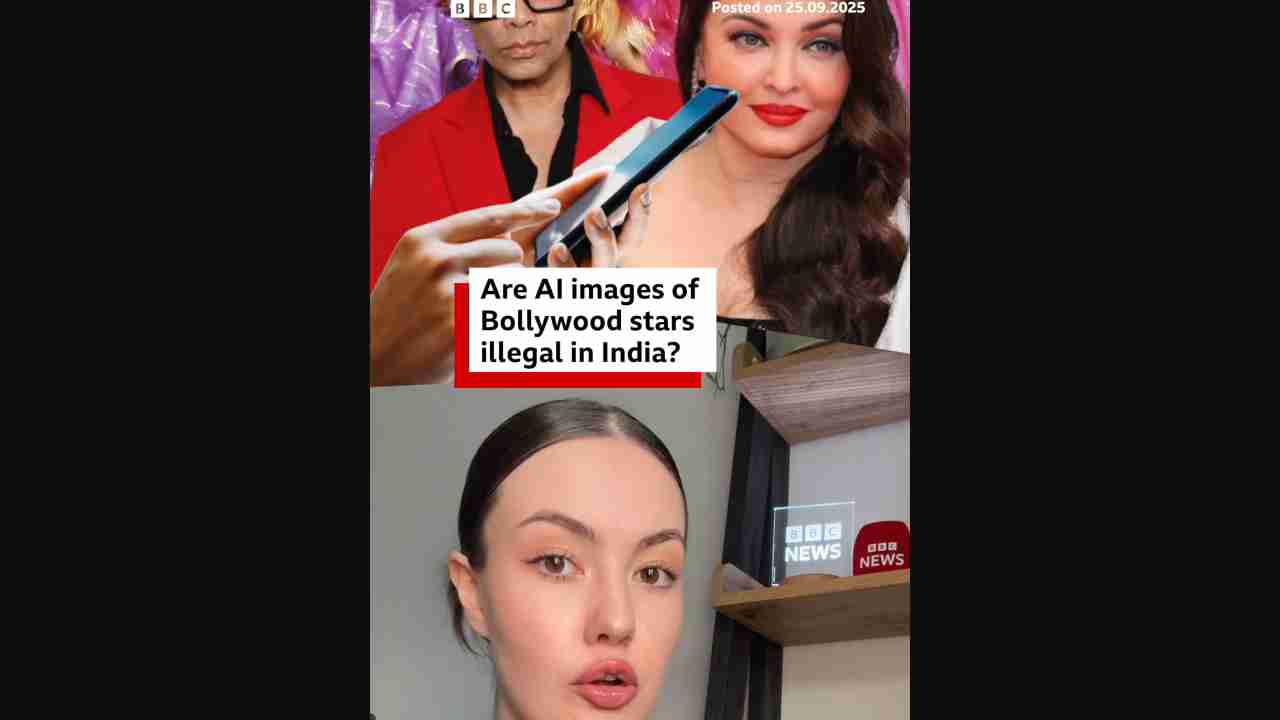 BBC
Posted on 25.09.2025
Are AI images of
Bollywood stars
illegal in India?
BBC
NEWS
BBC
NEWS